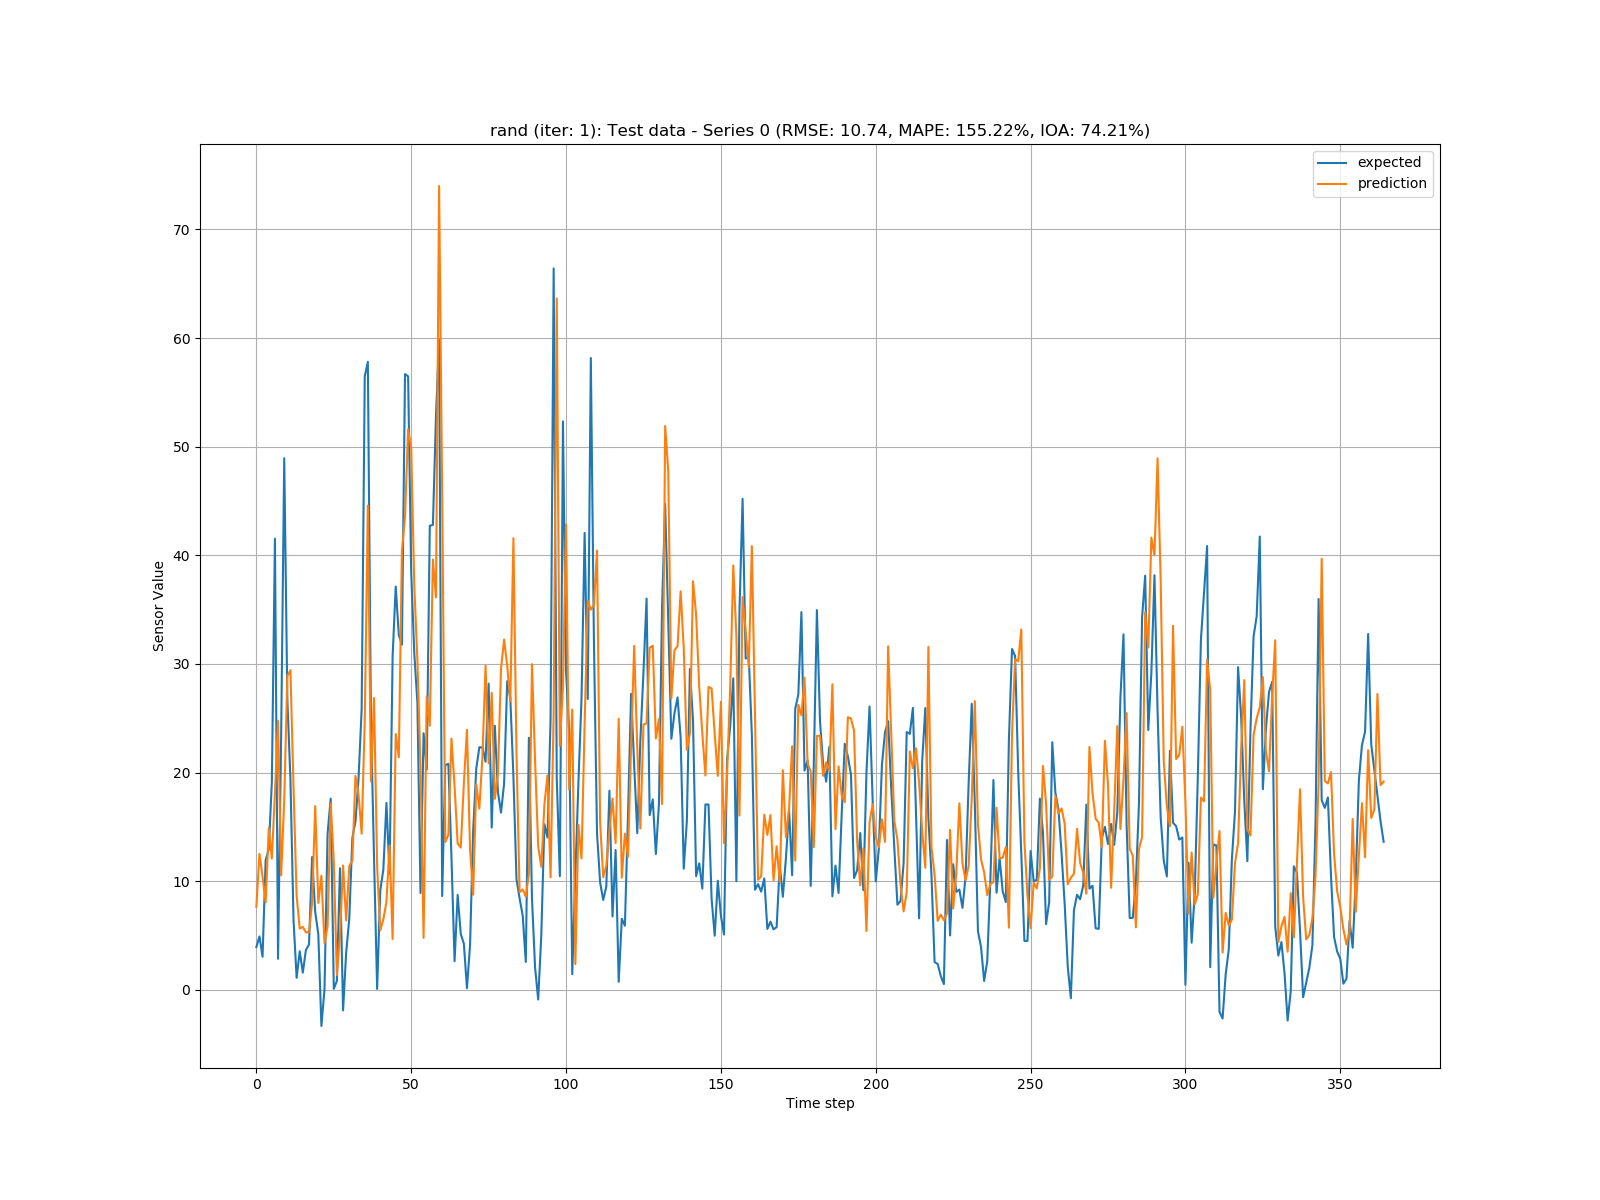 rand (iter: 1): Test data - Series 0 (RMSE: 10.74, MAPE: 155.22%, IOA: 74.21%)
expected
prediction
70
60
50
40
30
20
10
0
Sensor Value
0 50 100 150 200 250 300 350
Time step